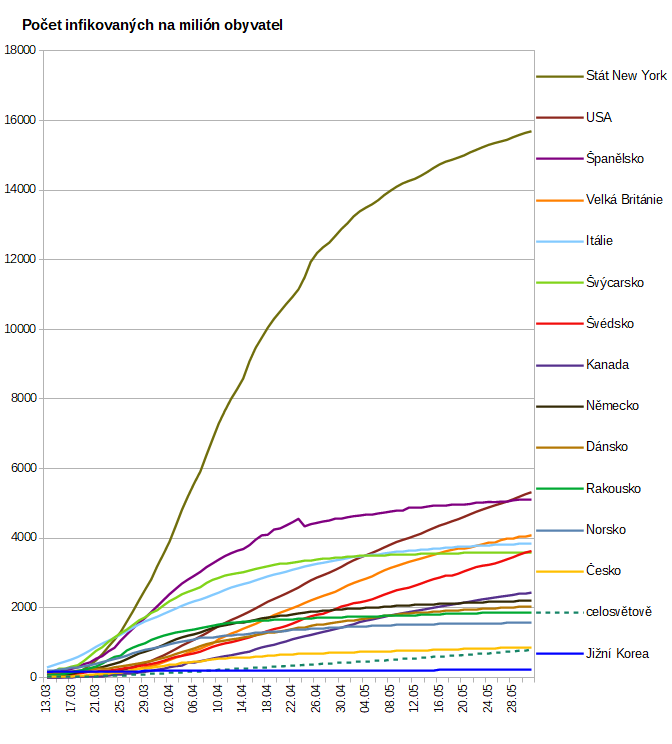 Počet infikovaných na milión obyvatel
18000
16000
14000
12000
10000
8000
6000
4000
2000
0
13.03
17.03
21.03
25.03
29.03
02.04
06.04
10.04
14.04
18.04
22.04
26.04
30.04
04.05
08.05
12.05
16.05
20.05
24.05
28.05
Stát New York
USA
Španělsko
Velká Británie
Itálie
Švýcarsko
Švédsko
Kanada
Německo
Dánsko
Rakousko
Norsko
Česko
celosvětově
Jižní Korea